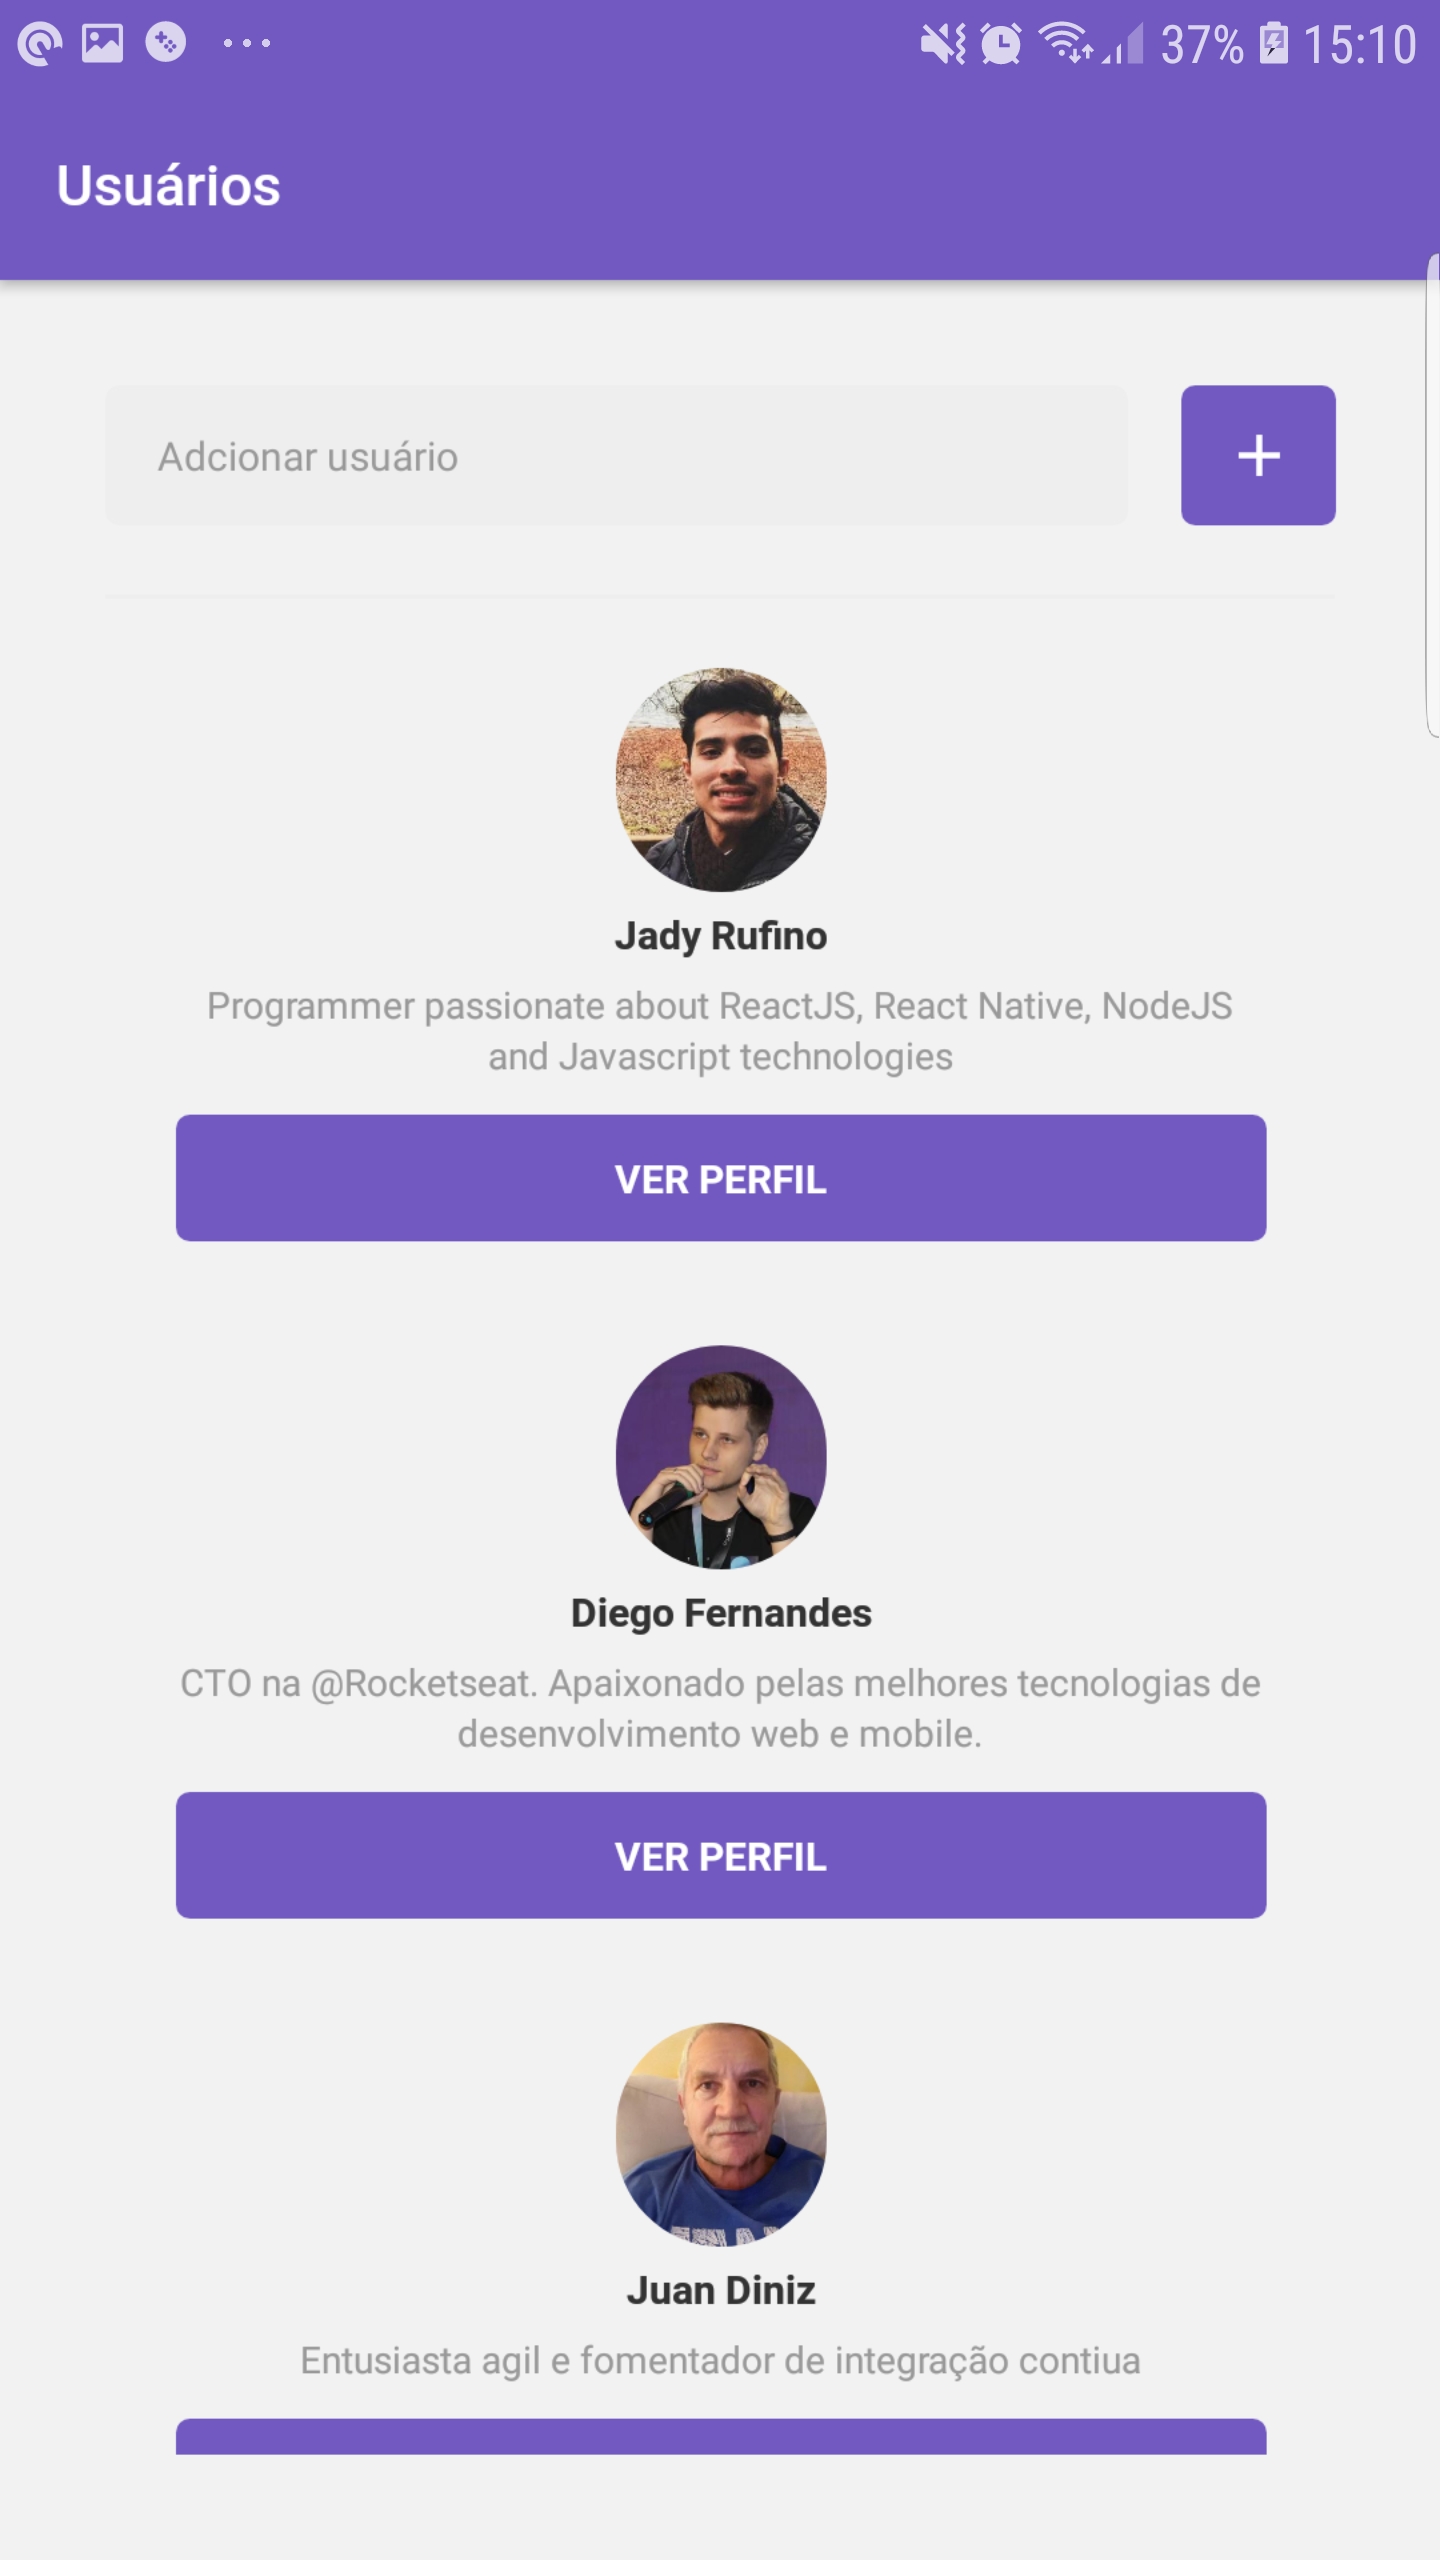 37% 15:10
Usuários
Adcionar usuário
Jady Rufino
Programmer passionate about ReactJS, React Native, NodeJS
and Javascript technologies
VER PERFIL
Diego Fernandes
CTO na @Rocketseat. Apaixonado pelas melhores tecnologias de
desenvolvimento web e mobile.
VER PERFIL
Juan Diniz
Entusiasta agil e fomentador de integração contiua